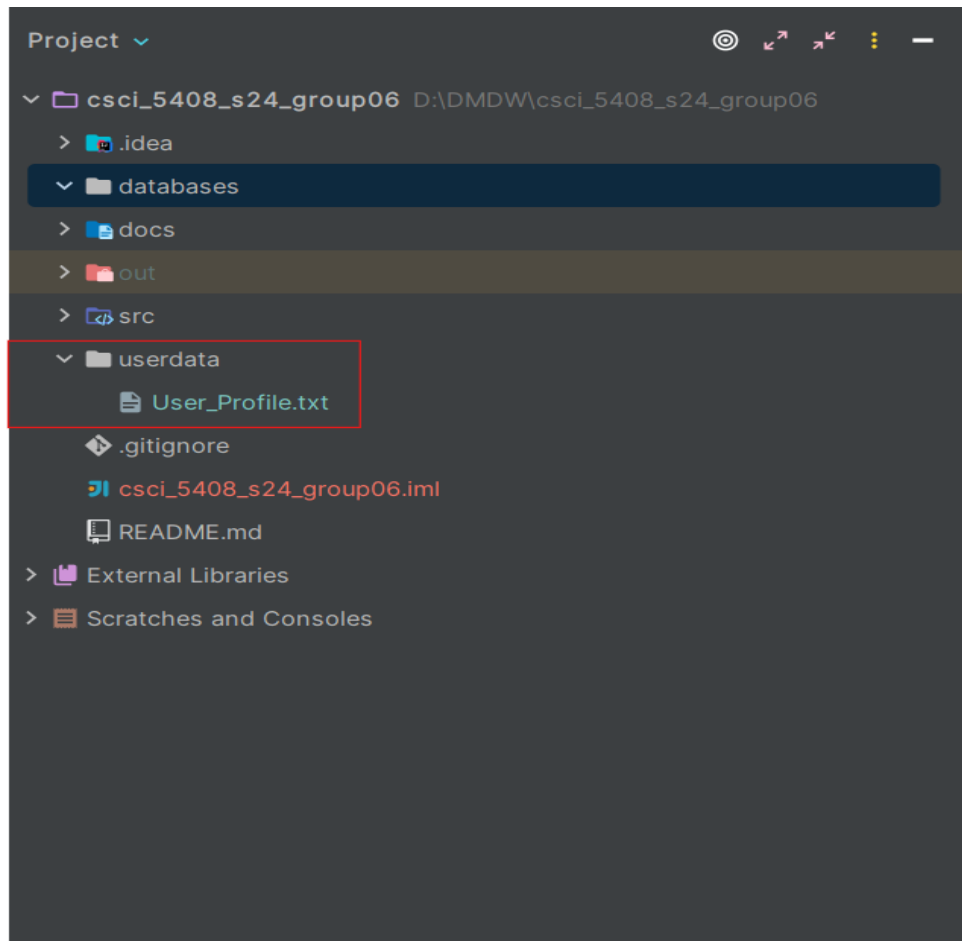 Project
csci_5408_s24_group06 D:\DMDW\csci_5408_s24_group06
.idea
databases
docs
out
src
userdata
User_Profile.txt
.gitignore
csci_5408_s24_group06.iml
README.md
External Libraries
Scratches and Consoles